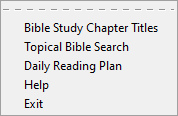 Bible Study Chapter Titles
Topical Bible Search
Daily Reading Plan
Help
Exit